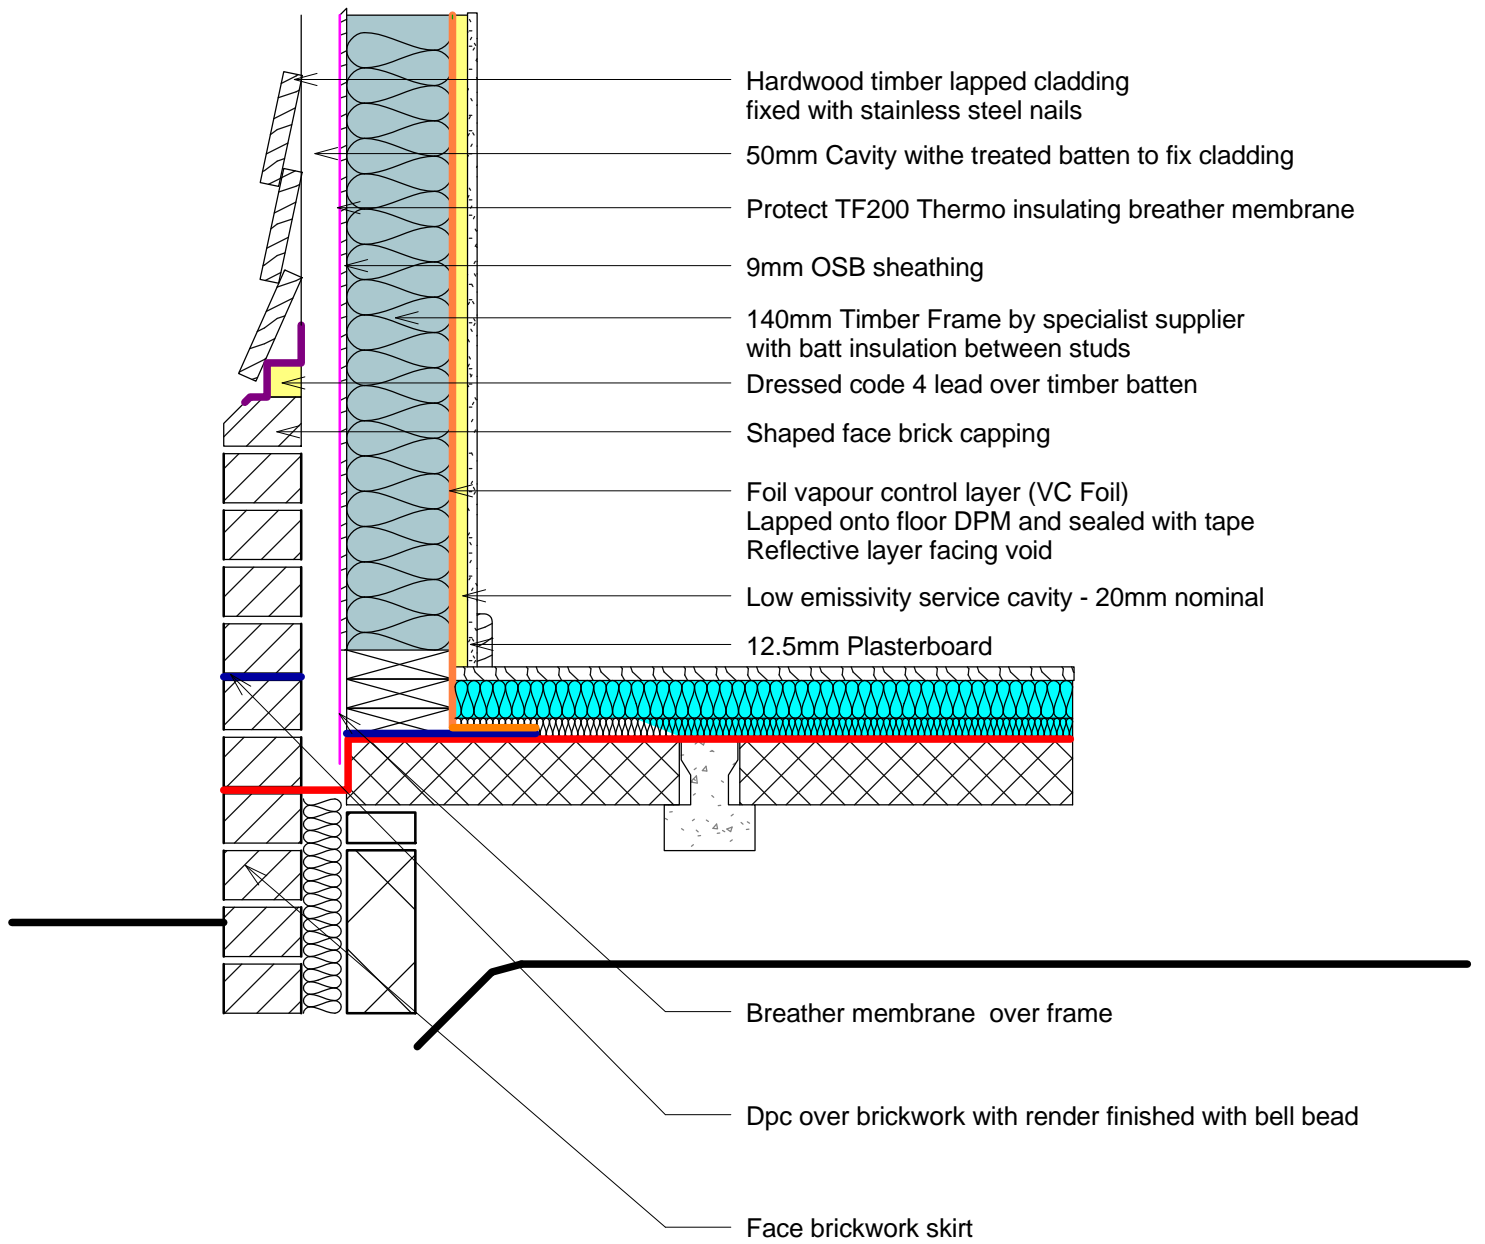 Hardwood timber lapped cladding
fixed with stainless steel nails
50mm Cavity withe treated batten to fix cladding
Protect TF200 Thermo insulating breather membrane
9mm OSB sheathing
140mm Timber Frame by specialist supplier
with batt insulation between studs
Dressed code 4 lead over timber batten
Shaped face brick capping
Foil vapour control layer (VC Foil)
Lapped onto floor DPM and sealed with tape
Reflective layer facing void
Low emissivity service cavity - 20mm nominal
12.5mm Plasterboard
Breather membrane  over frame
Dpc over brickwork with render finished with bell bead
Face brickwork skirt